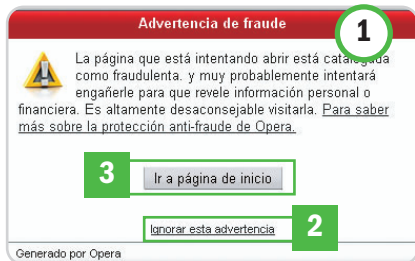 Advertencia de fraude
1
La página que está intentando abrir está catalogada
como fraudulenta. y muy probablemente intentará
engañerle para que revele información personal o
financiera. Es altamente desaconsejable visitarla. Para saber
más sobre la protección anti-fraude de Opera.
3
Ir a página de inicio
Ignorar esta advertencia
2
Generado por Opera